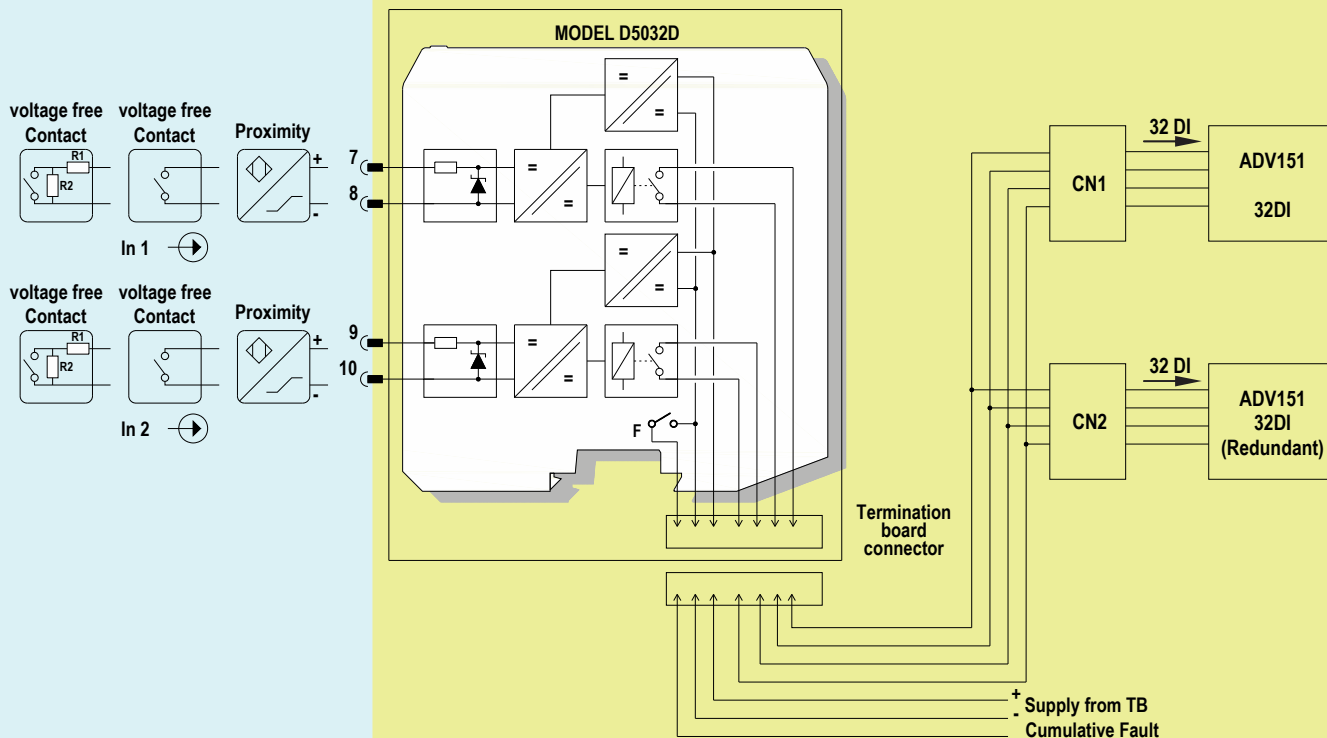 MODEL D5032D
voltage free
Contact
voltage free
Contact
Proximity
R1
R2
+
-
7
8
In 1
=
=
=
=
voltage free
Contact
voltage free
Contact
Proximity
R1
R2
+
-
9
10
In 2
=
=
=
=
F
Termination
board
connector
CN1
32 DI
ADV151
32DI
CN2
32 DI
ADV151
32DI
(Redundant)
+
- Supply from TB
Cumulative Fault